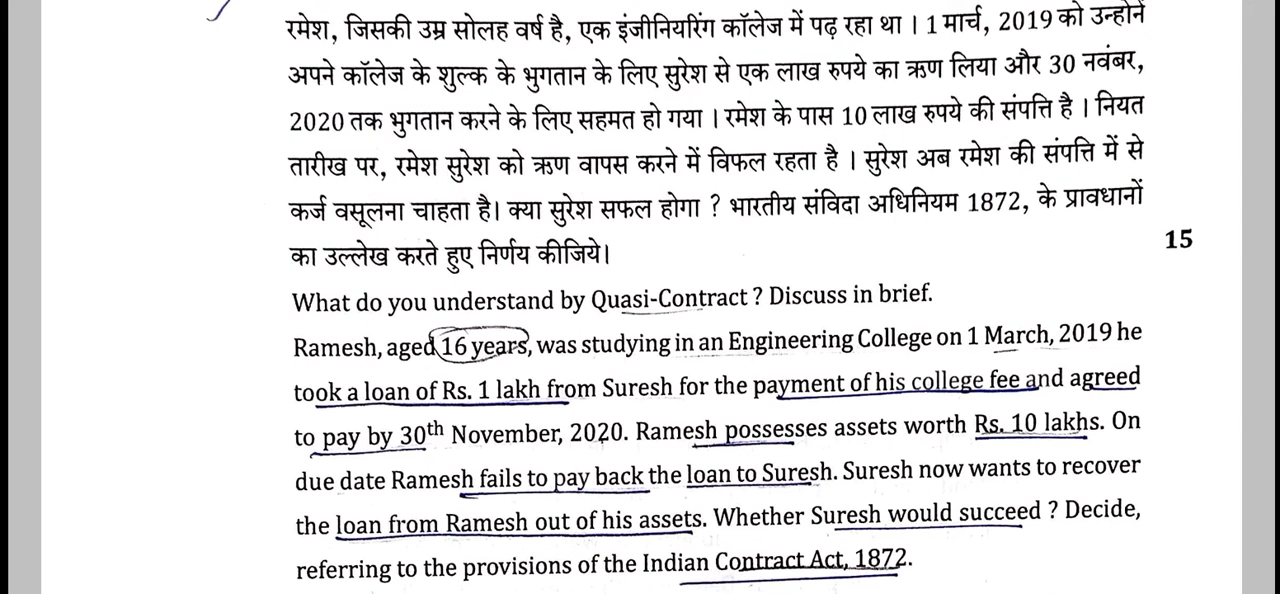 रमेश, जिसकी उम्र सोलह वर्ष है, एक इंजीनियरिंग कॉलेज में पढ़ रहा था । 1 मार्च, 2019 को उन्होंने
अपने कॉलेज के शुल्क के भुगतान के लिए सुरेश से एक लाख रुपये का ऋण लिया और 30 नवंबर,
2020 तक भुगतान करने के लिए सहमत हो गया । रमेश के पास 10 लाख रुपये की संपत्ति है । नियत
तारीख पर, रमेश सुरेश को ऋण वापस करने में विफल रहता है । सुरेश अब रमेश की संपत्ति में से
कर्ज वसूलना चाहता है। क्या सुरेश सफल होगा ? भारतीय संविदा अधिनियम 1872, के प्रावधानों
का उल्लेख करते हुए निर्णय कीजिये।
15
What do you understand by Quasi-Contract ? Discuss in brief.
Ramesh, aged 16 years, was studying in an Engineering College on 1 March, 2019 he
took a loan of Rs. 1 lakh from Suresh for the payment of his college fee and agreed
to pay by 30th November, 2020. Ramesh possesses assets worth Rs. 10 lakhs. On
due date Ramesh fails to pay back the loan to Suresh. Suresh now wants to recover
the loan from Ramesh out of his assets. Whether Suresh would succeed ? Decide,
referring to the provisions of the Indian Contract Act, 1872.